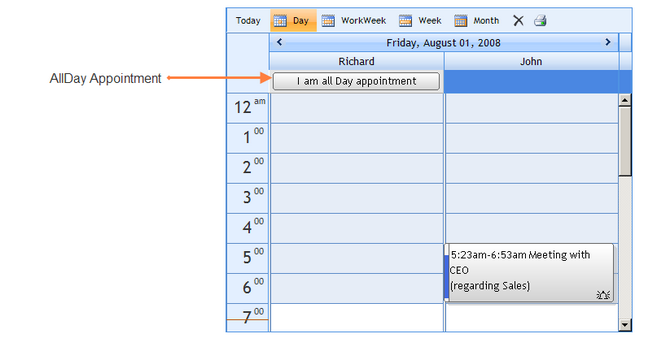 Today Day WorkWeek Week Month
Friday, August 01, 2008
Richard John
AllDay Appointment
I am all Day appointment
12 am
1 00
2 00
3 00
4 00
5 00
5:23am-6:53am Meeting with
CEO
6 00
(regarding Sales)
7 00